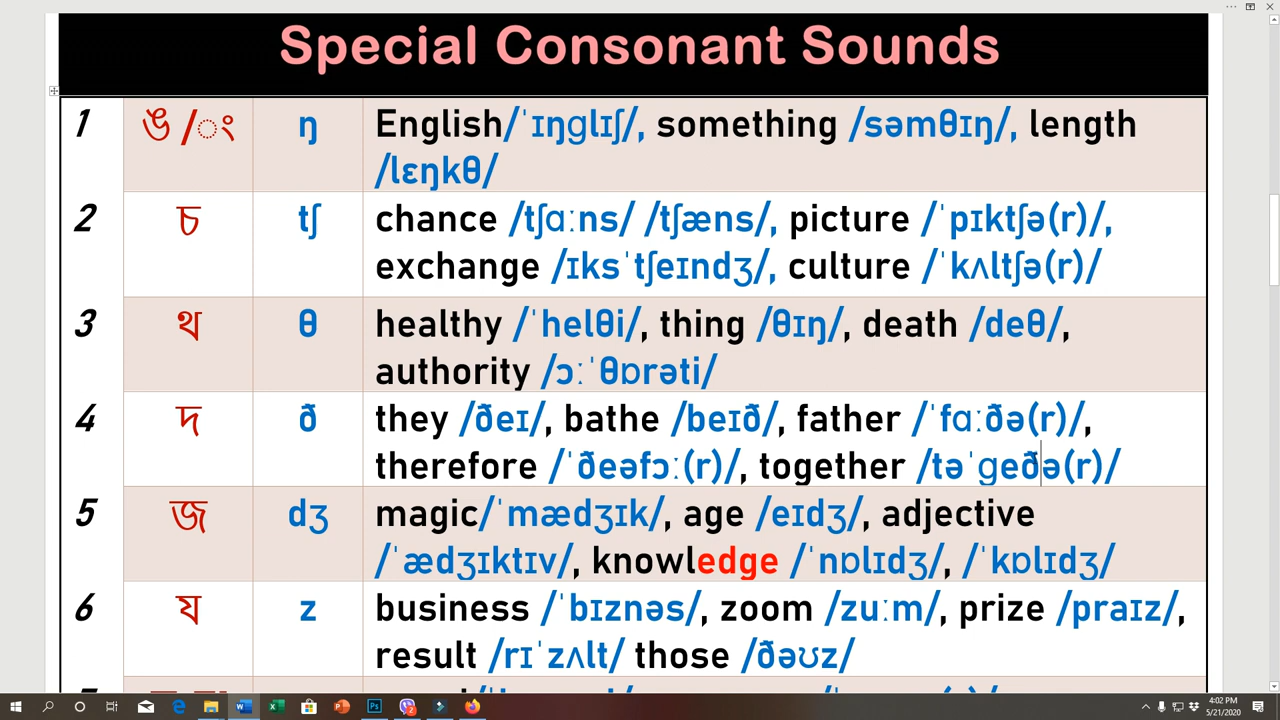 Special Consonant Sounds
1 ঙ /ং ŋ English/ˈɪŋɡlɪʃ/, something /səmθɪŋ/, length
/lɛŋkθ/
2 চ tʃ chance /tʃɑːns/ /tʃæns/, picture /ˈpɪktʃə(r)/,
exchange /ɪksˈtʃeɪndʒ/, culture /ˈkʌltʃə(r)/
3 থ θ healthy /ˈhelθi/, thing /θɪŋ/, death /deθ/,
authority /ɔːˈθɒrəti/
4 দ ð they /ðeɪ/, bathe /beɪð/, father /ˈfɑːðə(r)/,
therefore /ˈðeəfɔː(r)/, together /təˈɡeðə(r)/
5 জ dʒ magic/ˈmædʒɪk/, age /eɪdʒ/, adjective
/ˈædʒɪktɪv/, knowledge /ˈnɒlɪdʒ/, /ˈkɒlɪdʒ/
6 য z business /ˈbɪznəs/, zoom /zuːm/, prize /praɪz/,
result /rɪˈzʌlt/ those /ðəʊz/
4:02 PM
5/21/2020